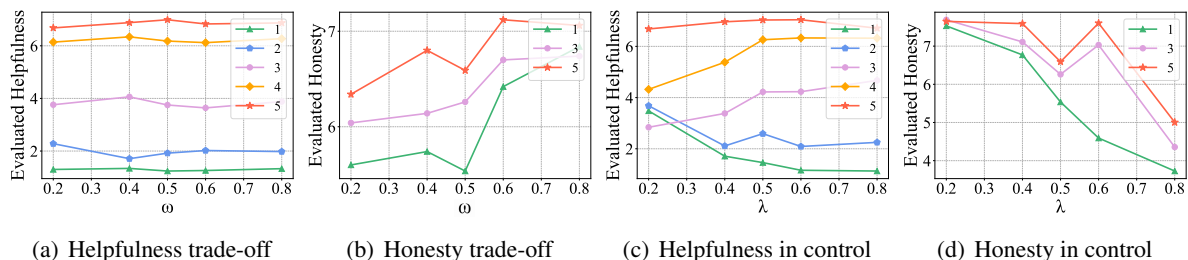 Evaluated Helpfulness
6
4
2
0.2 0.3 0.4 0.5 0.6 0.7 0.8
ω
1
2
3
4
5
(a) Helpfulness trade-off
Evaluated Honesty
7
6
0.2 0.3 0.4 0.5 0.6 0.7 0.8
ω
1
3
5
(b) Honesty trade-off
Evaluated Helpfulness
6
4
2
0.2 0.3 0.4 0.5 0.6 0.7 0.8
λ
1
2
3
4
5
(c) Helpfulness in control
Evaluated Honesty
7
6
5
4
0.2 0.3 0.4 0.5 0.6 0.7 0.8
λ
1
3
5
(d) Honesty in control